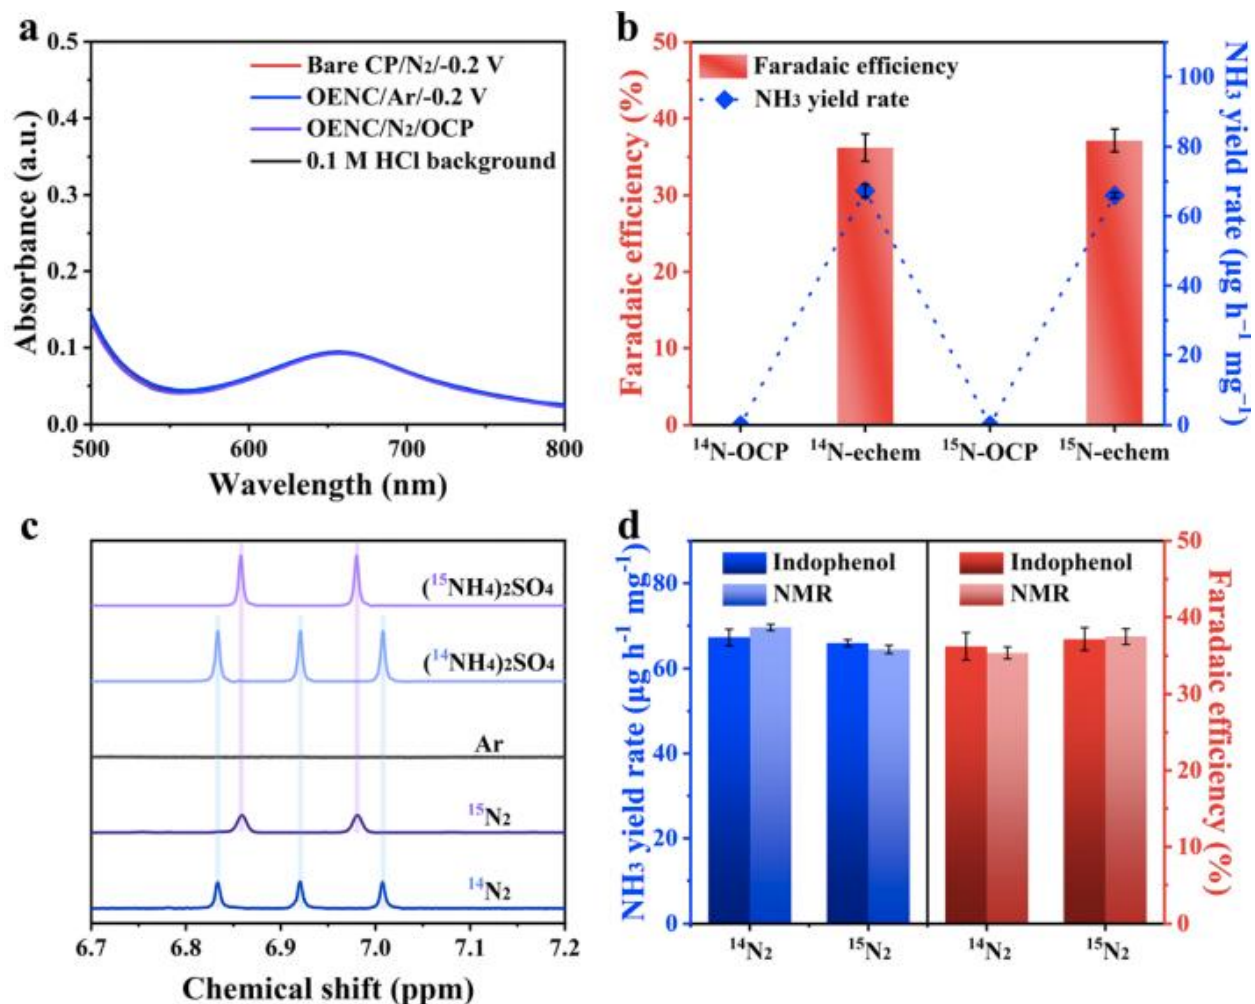 a
0.5
0.4
0.3
0.2
0.1
0.0
Absorbance (a.u.)
Bare CP/N₂/-0.2 V
OENC/Ar/-0.2 V
OENC/N₂/OCP
0.1 M HCl background
500
600
700
800
Wavelength (nm)
b
50
40
30
20
10
0
Faradaic efficiency (%)
Faradaic efficiency
NH₃ yield rate
100
80
60
40
20
0
NH₃ yield rate (µg h⁻¹ mg⁻¹)
¹⁴N-OCP
¹⁴N-echem
¹⁵N-OCP
¹⁵N-echem
c
(¹⁵NH₄)₂SO₄
(¹⁴NH₄)₂SO₄
Ar
¹⁵N₂
¹⁴N₂
6.7
6.8
6.9
7.0
7.1
7.2
Chemical shift (ppm)
d
80
60
40
20
0
NH₃ yield rate (µg h⁻¹ mg⁻¹)
Indophenol
NMR
Indophenol
NMR
50
40
30
20
10
0
Faradaic efficiency (%)
¹⁴N₂
¹⁵N₂
¹⁴N₂
¹⁵N₂